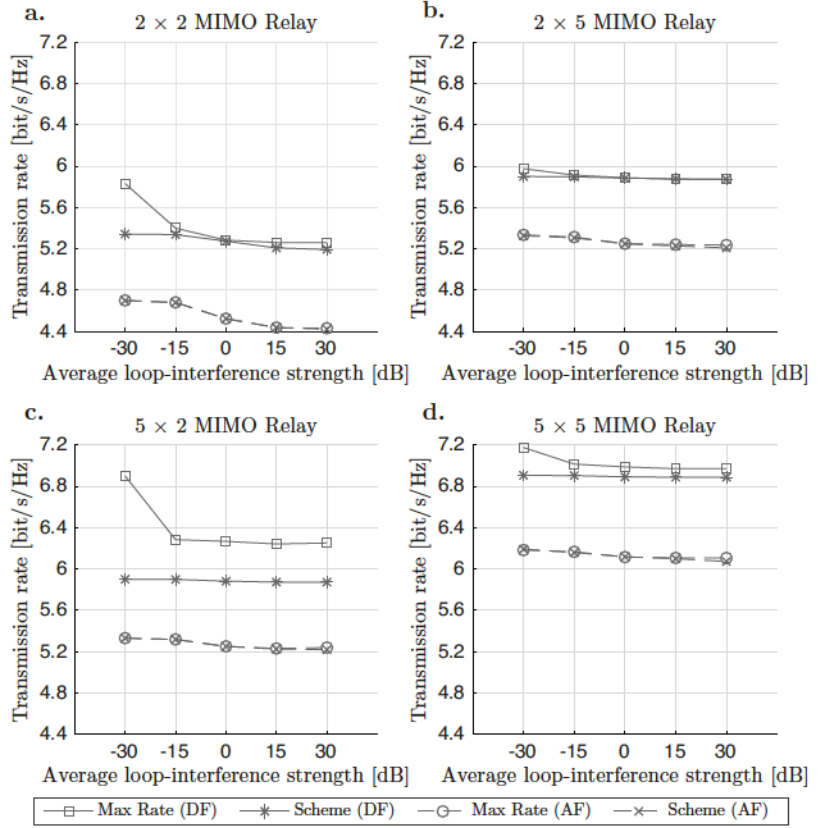 a.
2 × 2 MIMO Relay
7.2
6.8
6.4
6
5.6
5.2
4.8
4.4
Transmission rate [bit/s/Hz]
-30 -15 0 15 30
Average loop-interference strength [dB]
b.
2 × 5 MIMO Relay
7.2
6.8
6.4
6
5.6
5.2
4.8
4.4
Transmission rate [bit/s/Hz]
-30 -15 0 15 30
Average loop-interference strength [dB]
c.
5 × 2 MIMO Relay
7.2
6.8
6.4
6
5.6
5.2
4.8
4.4
Transmission rate [bit/s/Hz]
-30 -15 0 15 30
Average loop-interference strength [dB]
d.
5 × 5 MIMO Relay
7.2
6.8
6.4
6
5.6
5.2
4.8
4.4
Transmission rate [bit/s/Hz]
-30 -15 0 15 30
Average loop-interference strength [dB]
Max Rate (DF) Scheme (DF) Max Rate (AF) Scheme (AF)